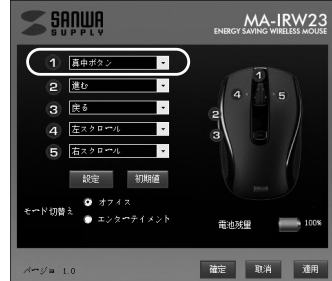 SANWA
SUPPLY
MA-IRW23
ENERGY SAVING WIRELESS MOUSE
1 真中ボタン
2 進む
3 戻る
4 左スクロール
5 右スクロール
設定 初期値
モード切替え
オフィス
エンターテイメント
1
4 5
2
3
電池残量 100%
バージョン 1.0
確定 取消 適用